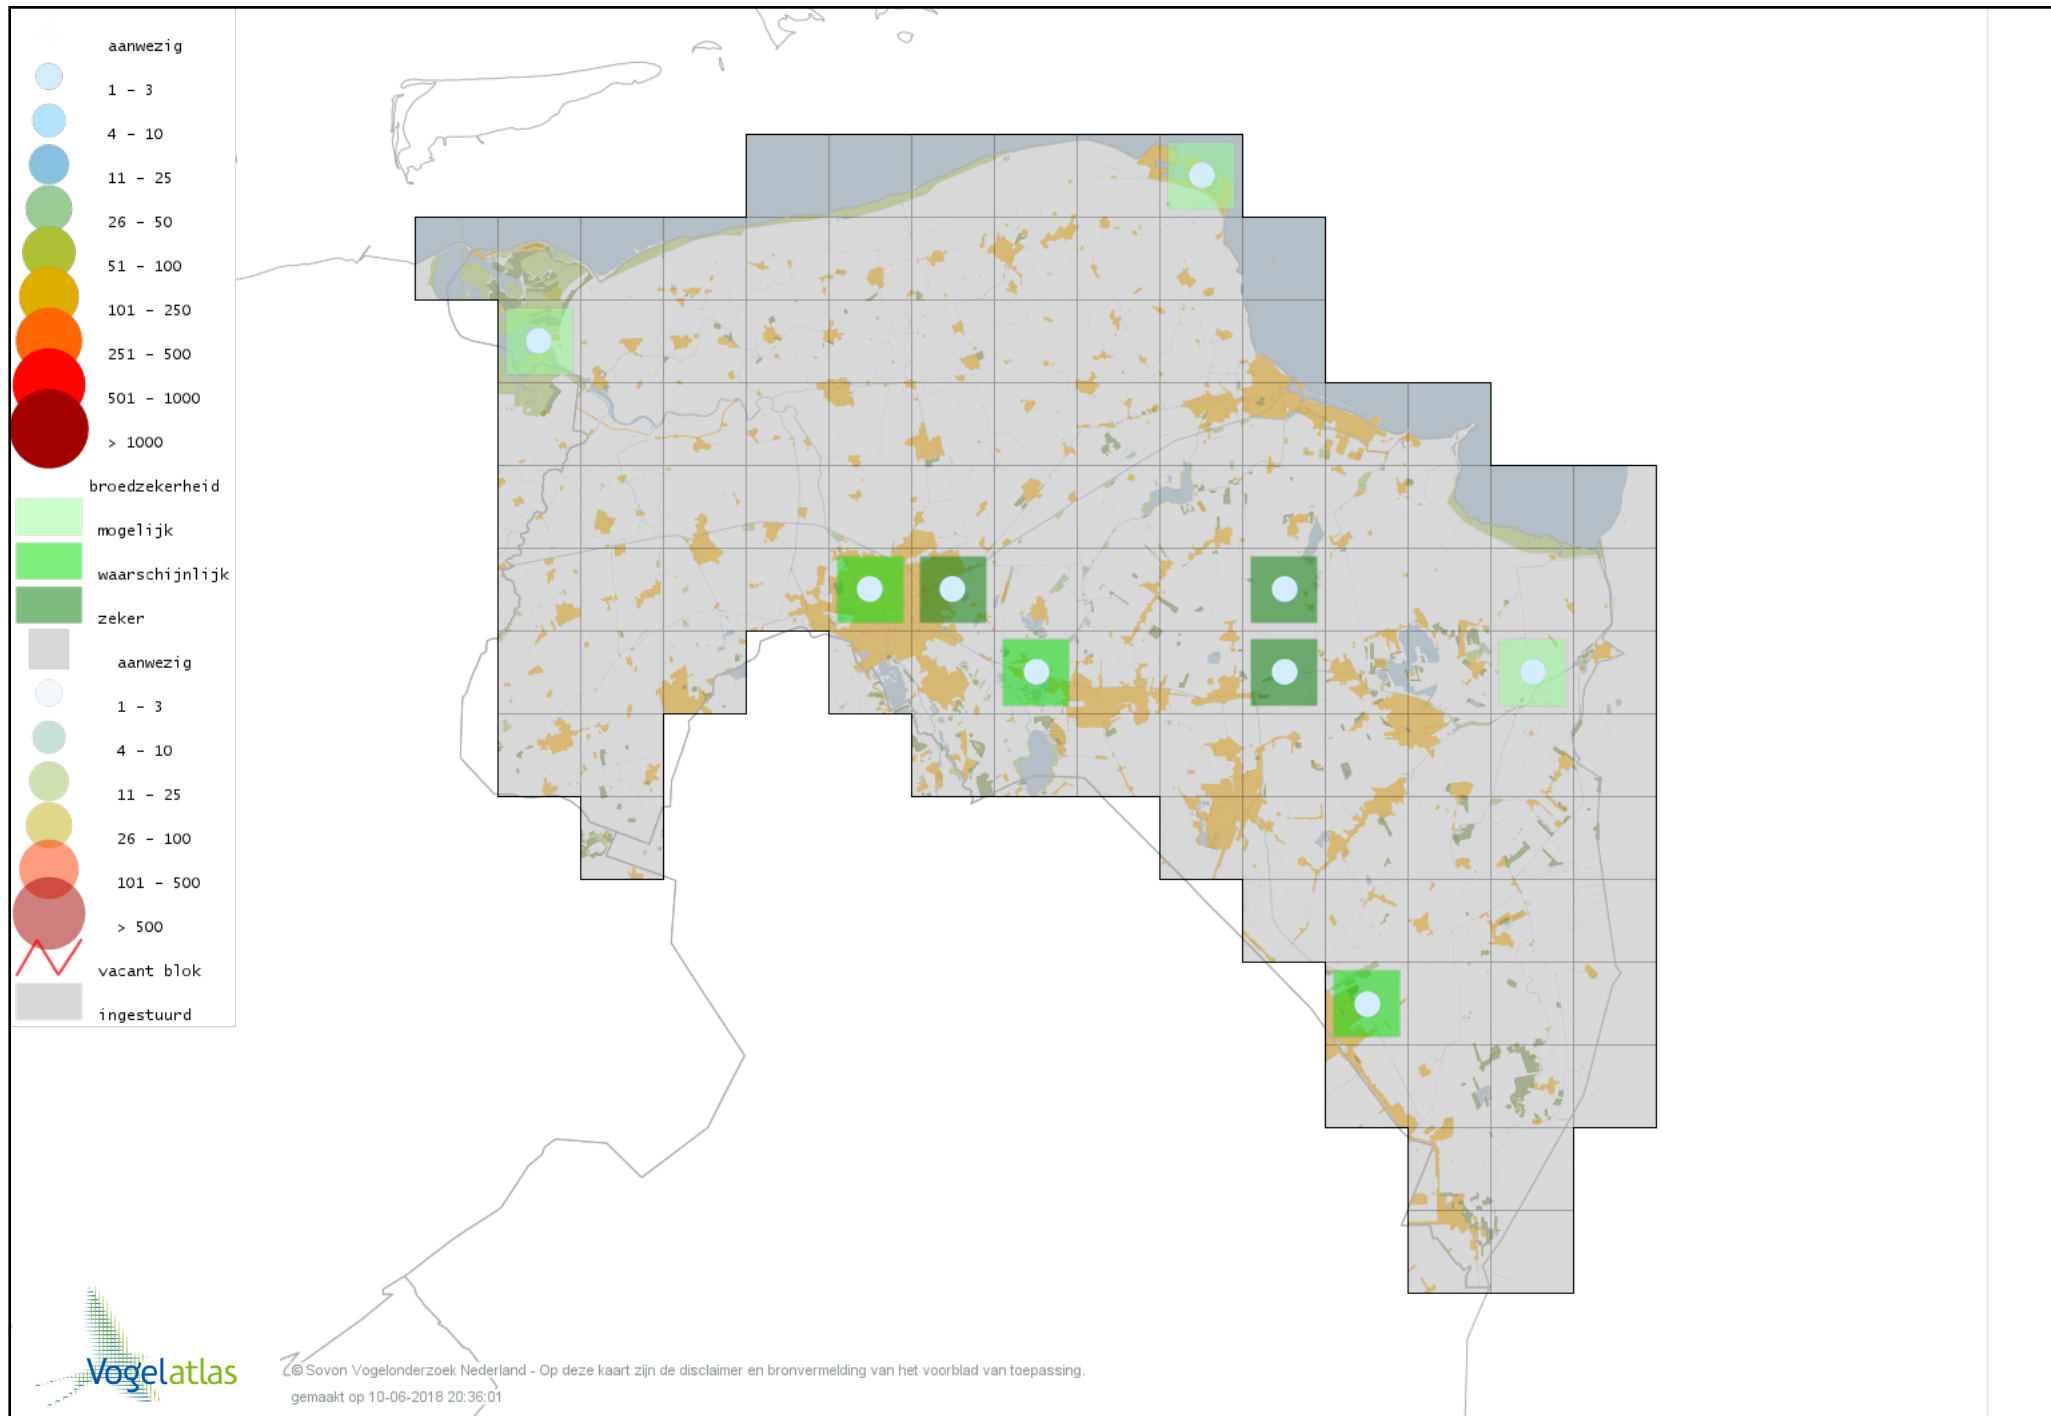 aanwezig
1 - 3
4 - 10
11 - 25
26 - 50
51 - 100
101 - 250
251 - 500
501 - 1000
> 1000
broedzekerheid
mogelijk
waarschijnlijk
zeker
aanwezig
1 - 3
4 - 10
11 - 25
26 - 100
101 - 500
> 500
vacant blok
ingestuurd
Vogelatlas
© Sovon Vogelonderzoek Nederland - Op deze kaart zijn de disclaimer en bronvermelding van het voorblad van toepassing.
gemaakt op 10-06-2018 20:36:01